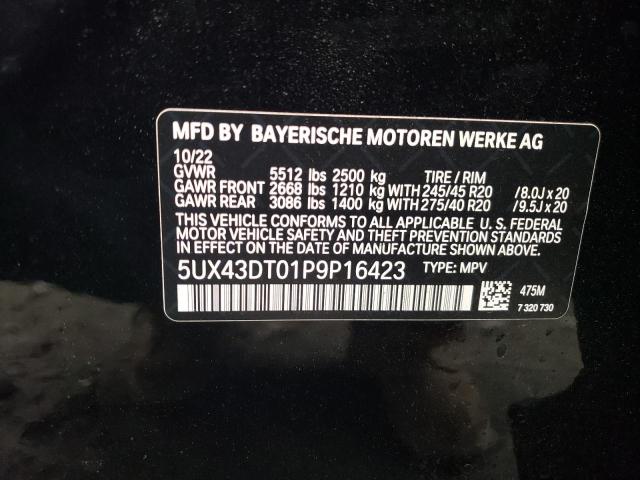 MFD BY BAYERISCHE MOTOREN WERKE AG
10/22
GVWR 5512 lbs 2500 kg TIRE / RIM
GAWR FRONT 2668 lbs 1210 kg WITH 245/45 R20 /8.0J x 20
GAWR REAR 3086 lbs 1400 kg WITH 275/40 R20 /9.5J x 20
THIS VEHICLE CONFORMS TO ALL APPLICABLE U. S. FEDERAL
MOTOR VEHICLE SAFETY AND THEFT PREVENTION STANDARDS
IN EFFECT ON THE DATE OF MANUFACTURE SHOWN ABOVE.
5UX43DT01P9P16423 TYPE: MPV
475M
7 320 730